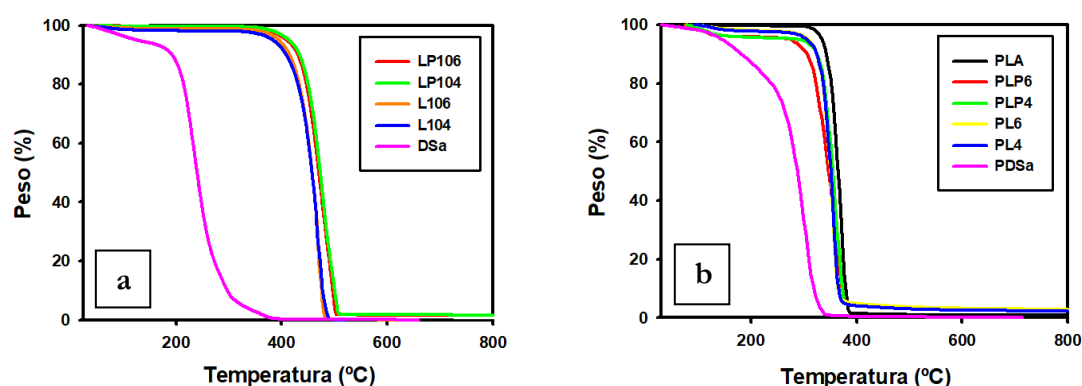 100
80
60
40
20
0
Peso (%)
LP106
LP104
L106
L104
DSa
a
200
400
600
800
Temperatura (ºC)
100
80
60
40
20
0
Peso (%)
PLA
PLP6
PLP4
PL6
PL4
PDSa
b
200
400
600
800
Temperatura (ºC)